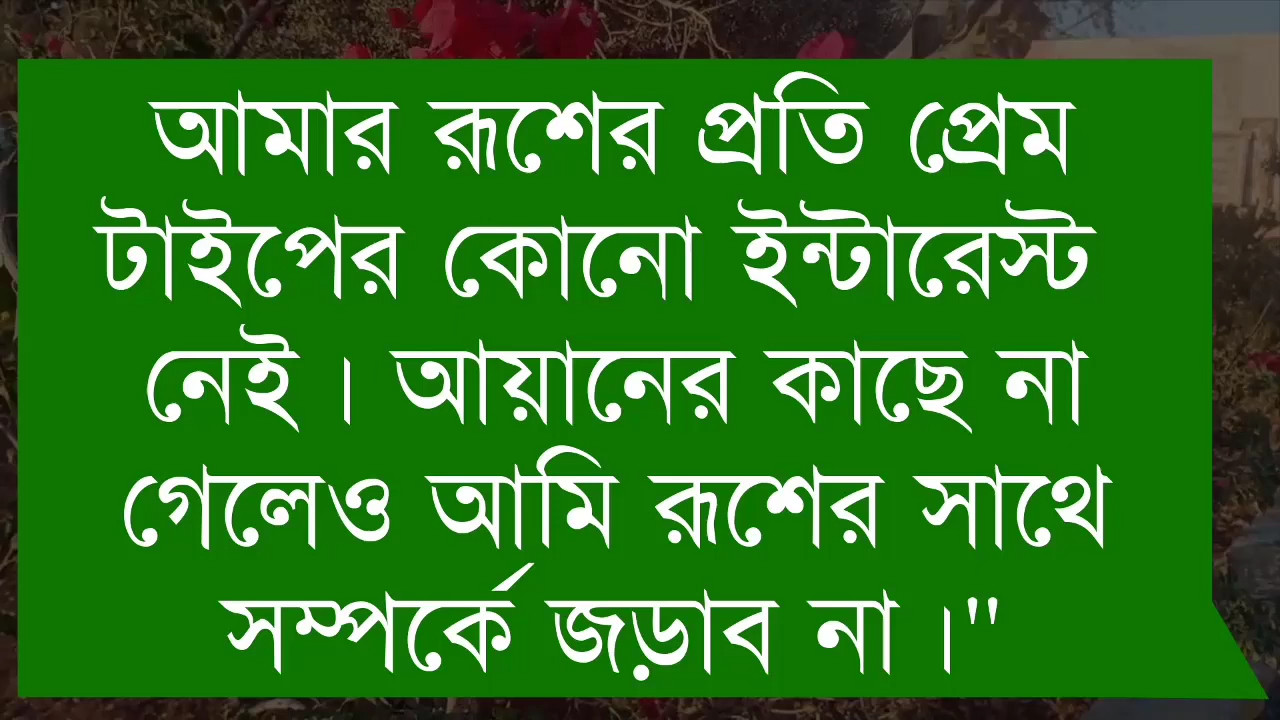 আমার রূশের প্রতি প্রেম
টাইপের কোনো ইন্টারেস্ট
নেই। আয়ানের কাছে না
গেলেও আমি রূশের সাথে
সম্পর্কে জড়াব না।"